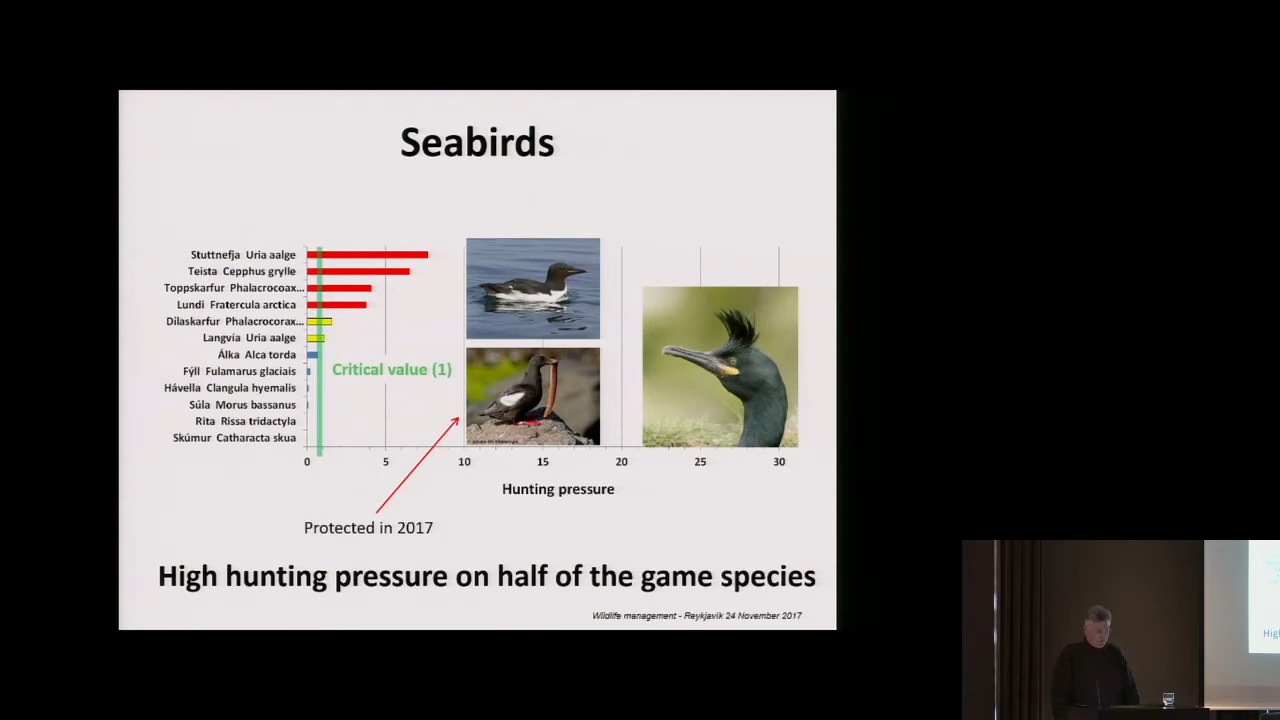 Seabirds
Stuttnefja Uria aalge
Teista Cepphus grylle
Toppskarfur Phalacrocoax...
Lundi Fratercula arctica
Dílaskarfur Phalacrocorax...
Langvía Uria aalge
Álka Alca torda
Fýll Fulamarus glaciais
Hávella Clangula hyemalis
Súla Morus bassanus
Rita Rissa tridactyla
Skúmur Catharacta skua
Critical value (1)
0 5 10 15 20 25 30
Hunting pressure
Protected in 2017
High hunting pressure on half of the game species
Wildlife management - Reykjavik 24 November 2017
High